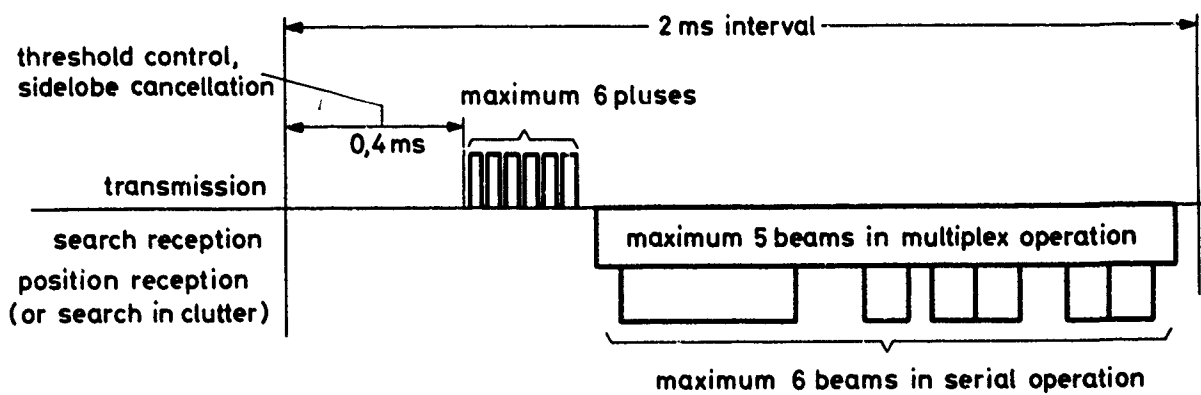 2 ms interval
threshold control,
sidelobe cancellation
maximum 6 pluses
0,4 ms
transmission
search reception
maximum 5 beams in multiplex operation
position reception
(or search in clutter)
maximum 6 beams in serial operation